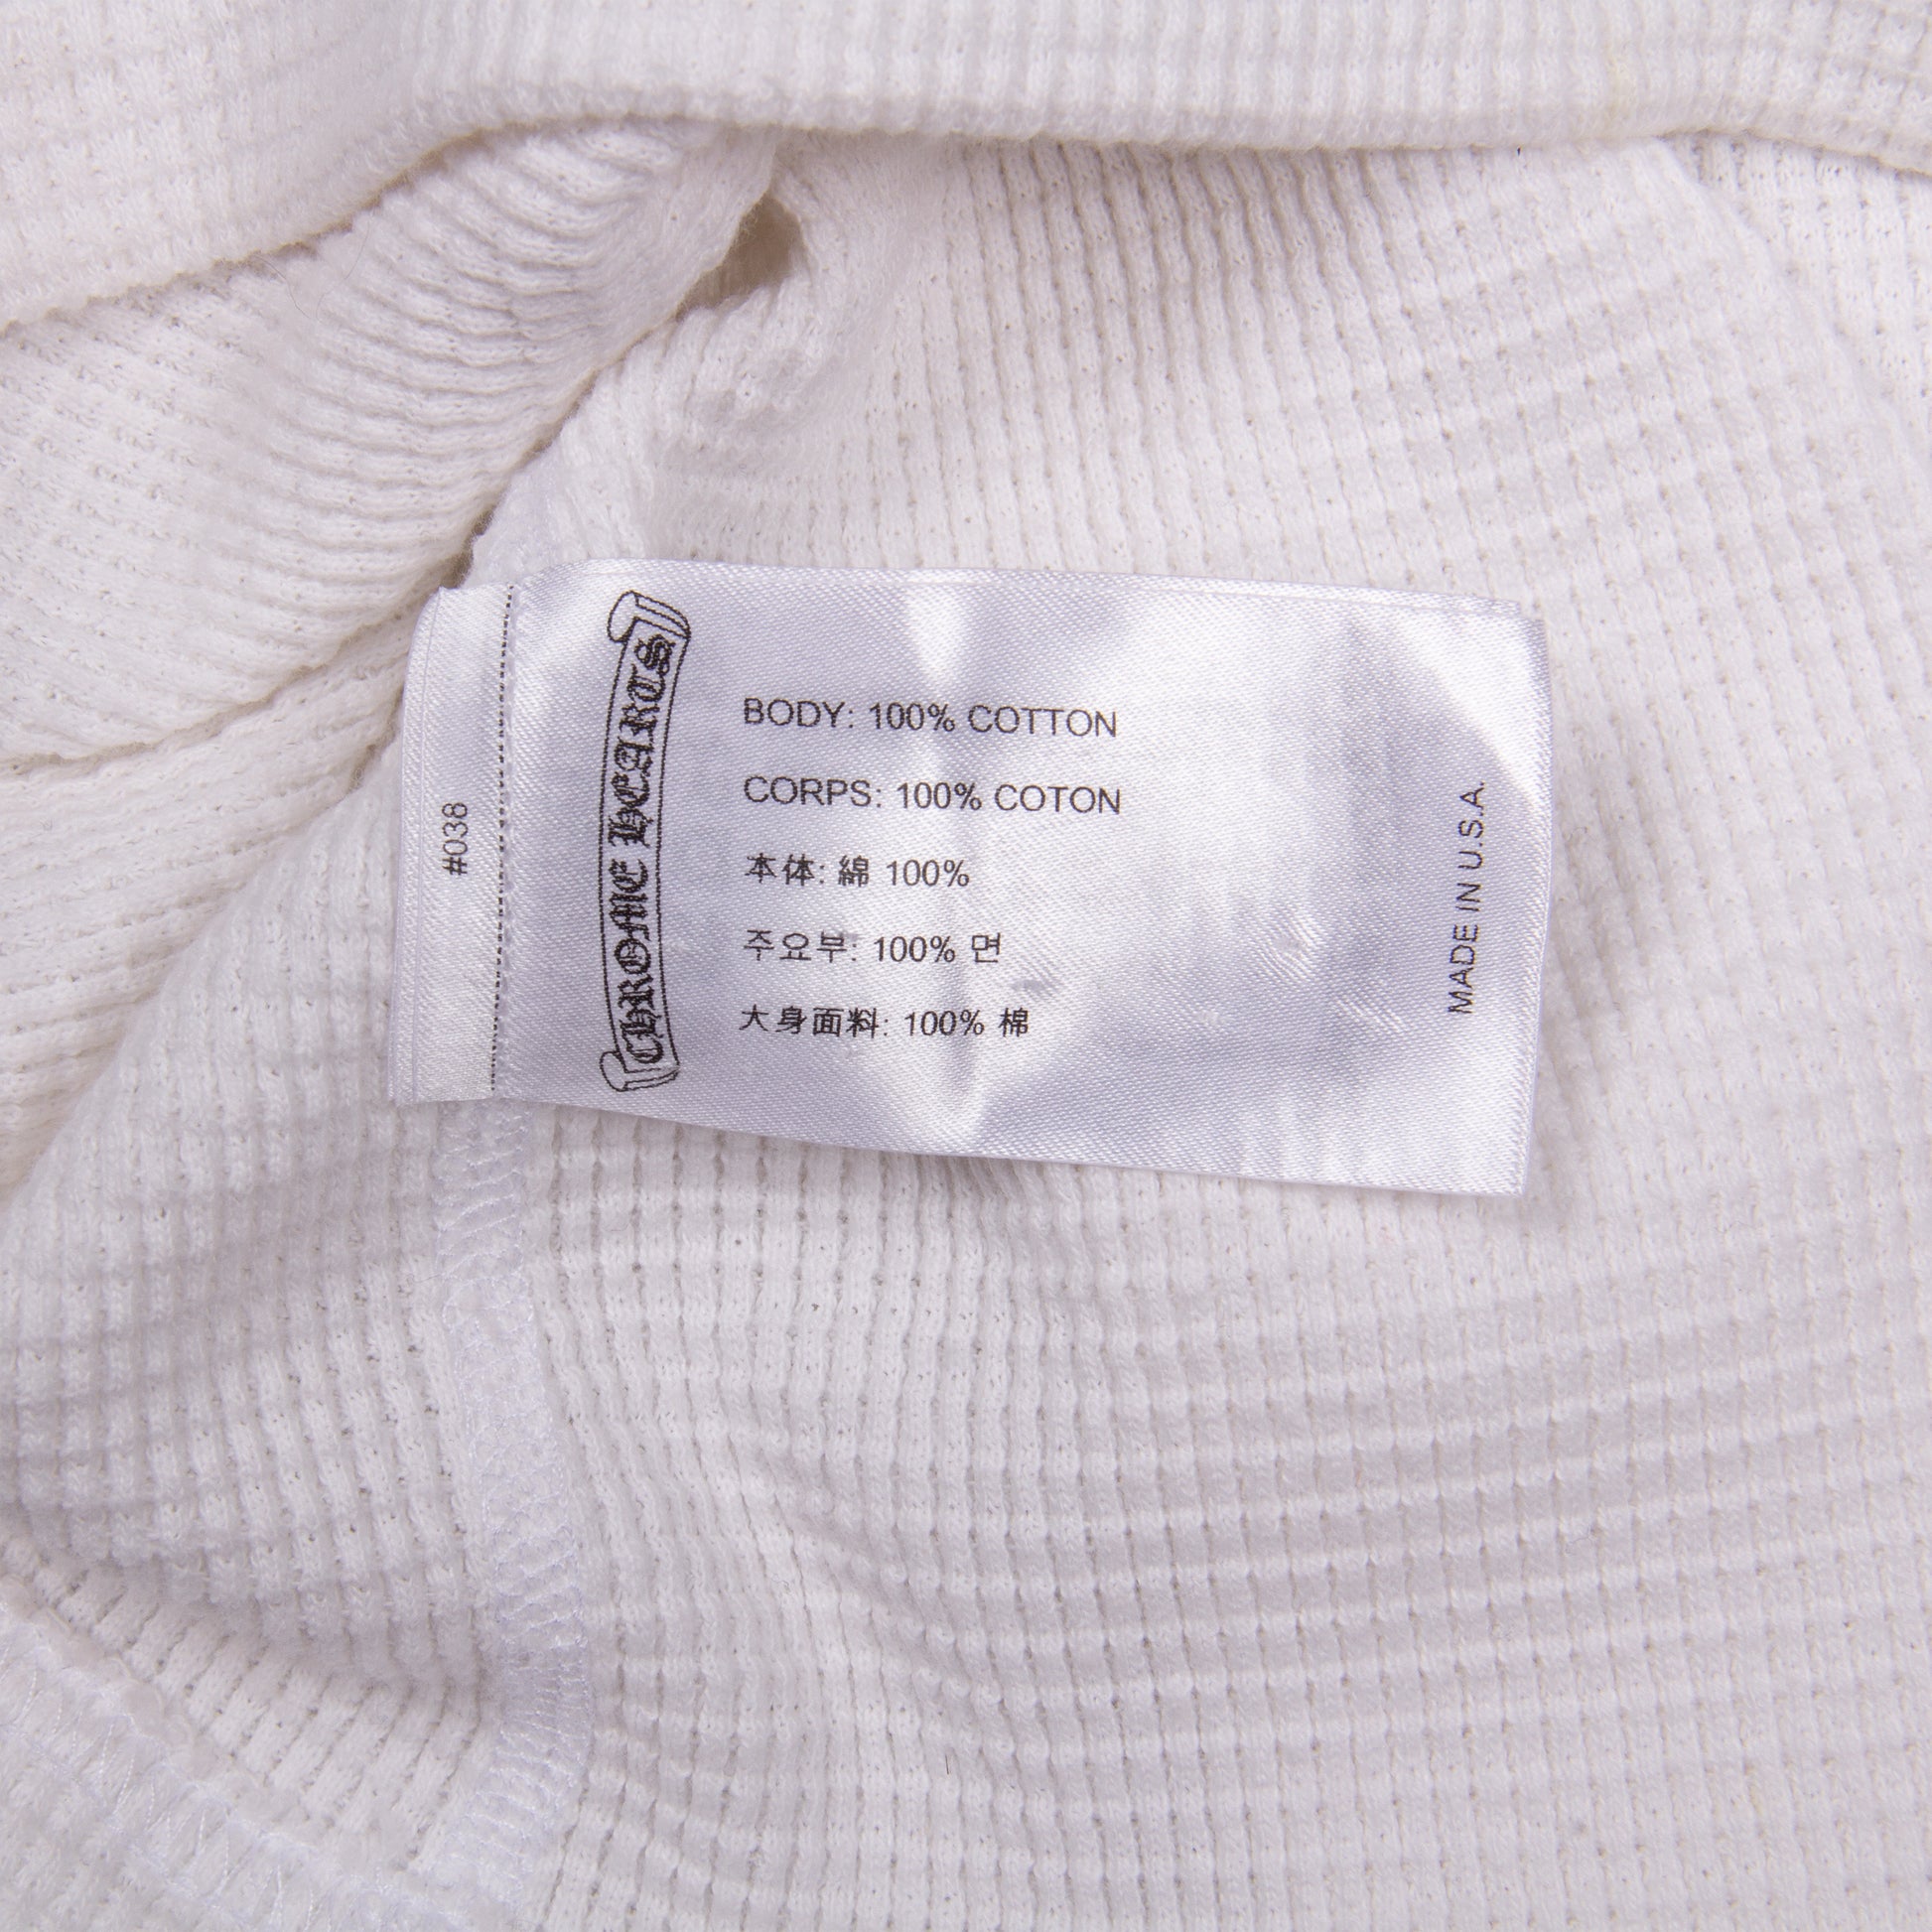 #038
CHROME HEARTS
BODY: 100% COTTON
CORPS: 100% COTON
本体: 綿 100%
주요부: 100% 면
大身面料: 100% 棉
MADE IN U.S.A.